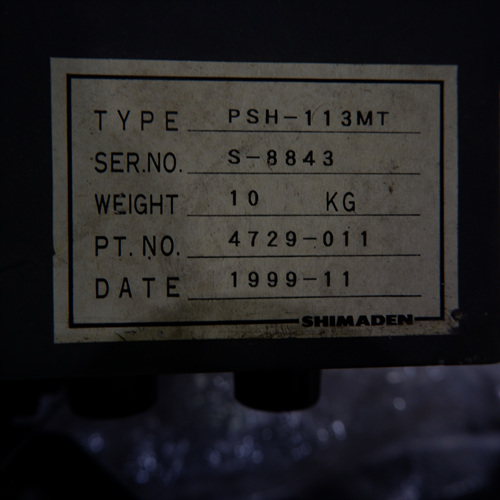 TYPE PSH-113MT
SER.NO. S-8843
WEIGHT 10 KG
PT. NO. 4729-011
DATE 1999-11
SHIMADEN